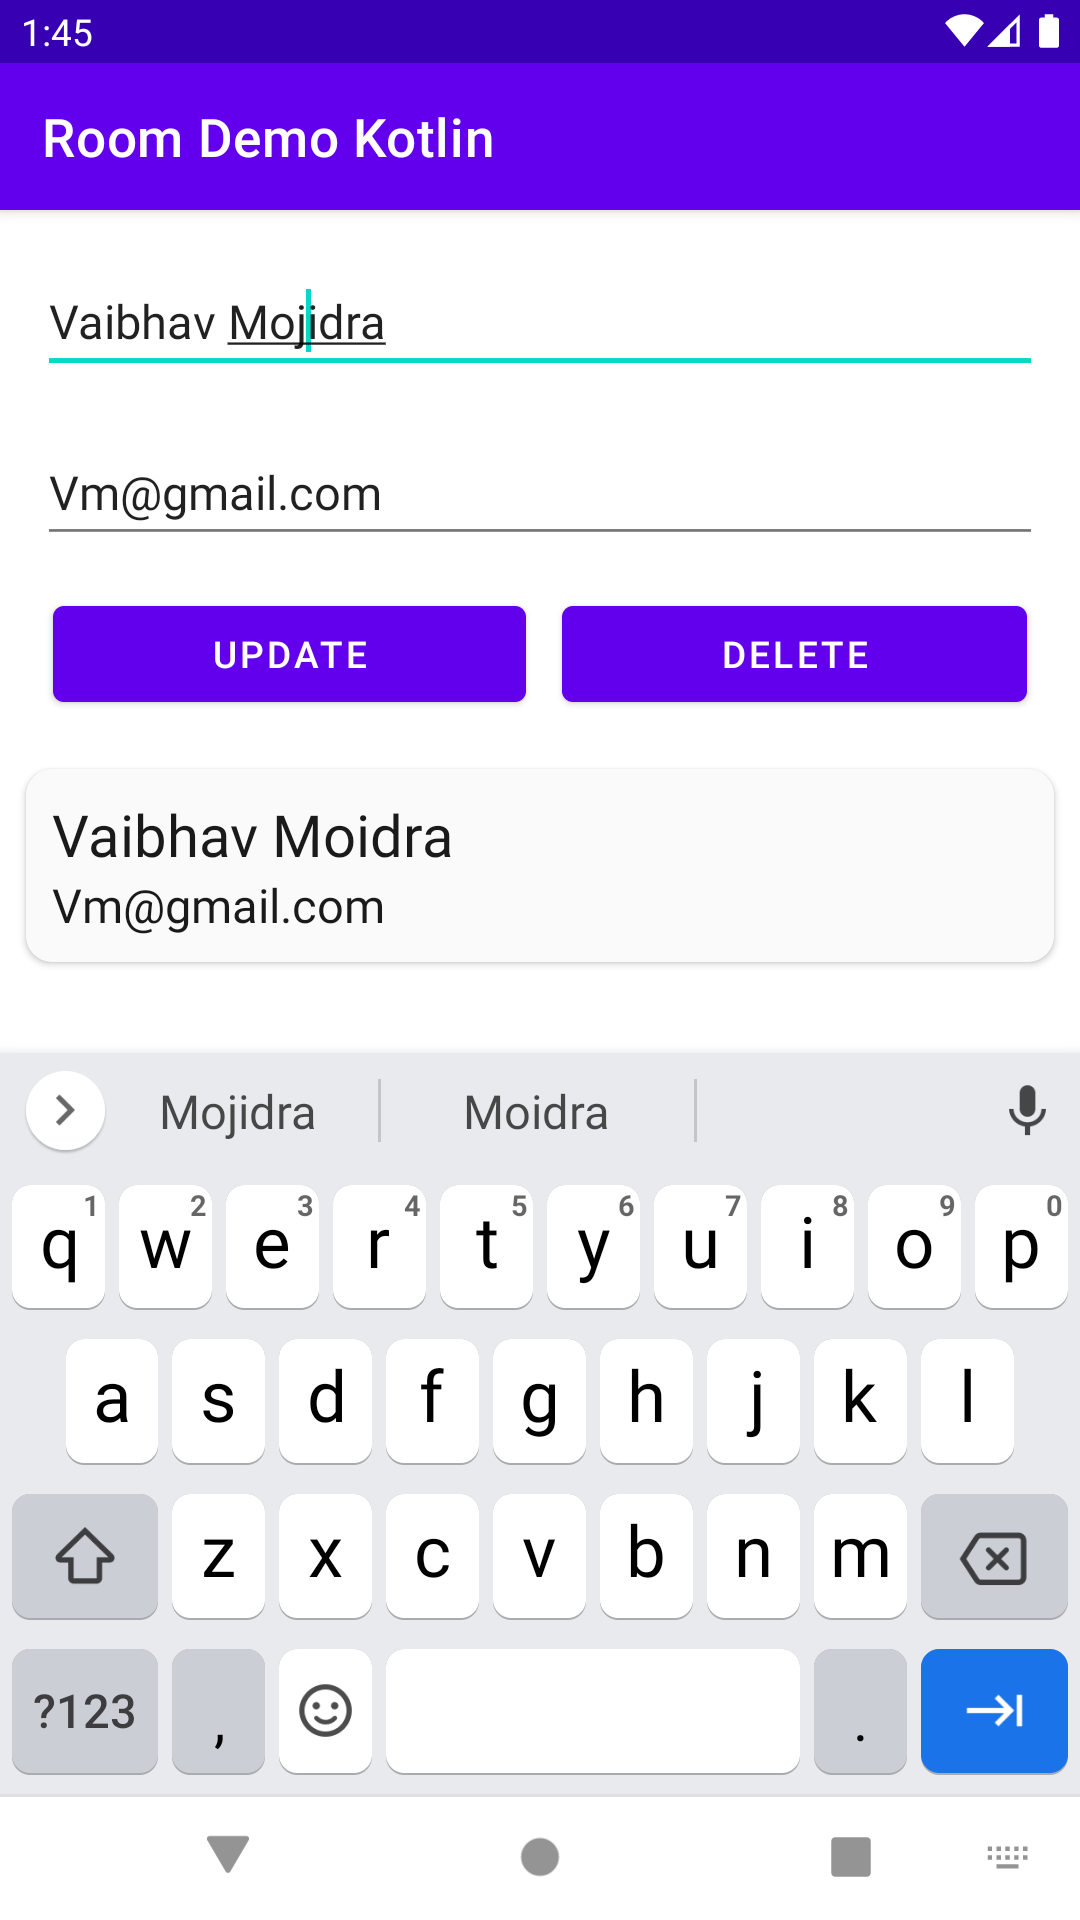 1:45
Room Demo Kotlin
Vaibhav Mojidra
Vm@gmail.com
UPDATE DELETE
Vaibhav Moidra
Vm@gmail.com
Mojidra Moidra
1 2 3 4 5 6 7 8 9 0
q w e r t y u i o p
a s d f g h j k l
z x c v b n m
?123 , .